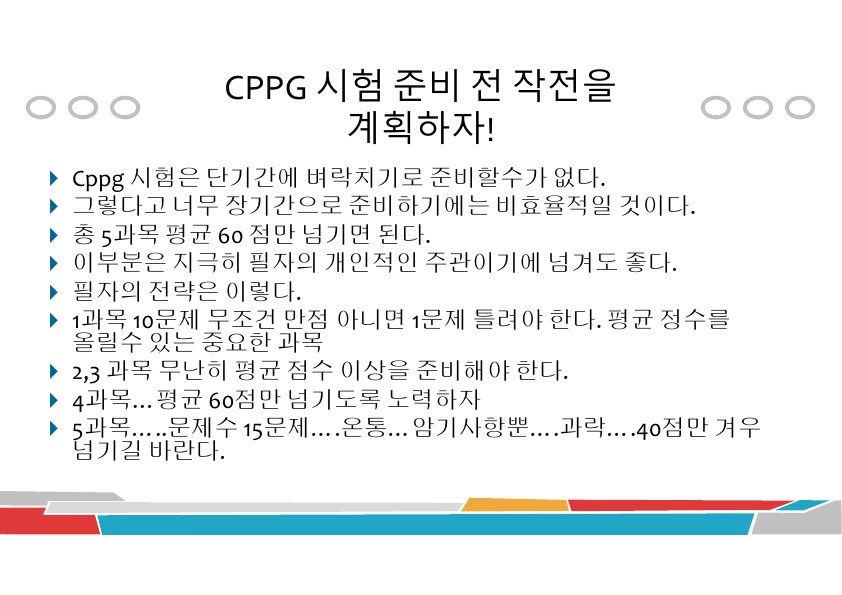 CPPG 시험 준비 전 작전을
계획하자!
Cppg 시험은 단기간에 벼락치기로 준비할수가 없다.
그렇다고 너무 장기간으로 준비하기에는 비효율적일 것이다.
총 5과목 평균 60 점만 넘기면 된다.
이부분은 지극히 필자의 개인적인 주관이기에 넘겨도 좋다.
필자의 전략은 이렇다.
1과목 10문제 무조건 만점 아니면 1문제 틀려야 한다. 평균 정수를
올릴수 있는 중요한 과목
2,3 과목 무난히 평균 점수 이상을 준비해야 한다.
4과목... 평균 60점만 넘기도록 노력하자
5과목.....문제수 15문제....온통... 암기사항뿐....과락....40점만 겨우
넘기길 바란다.